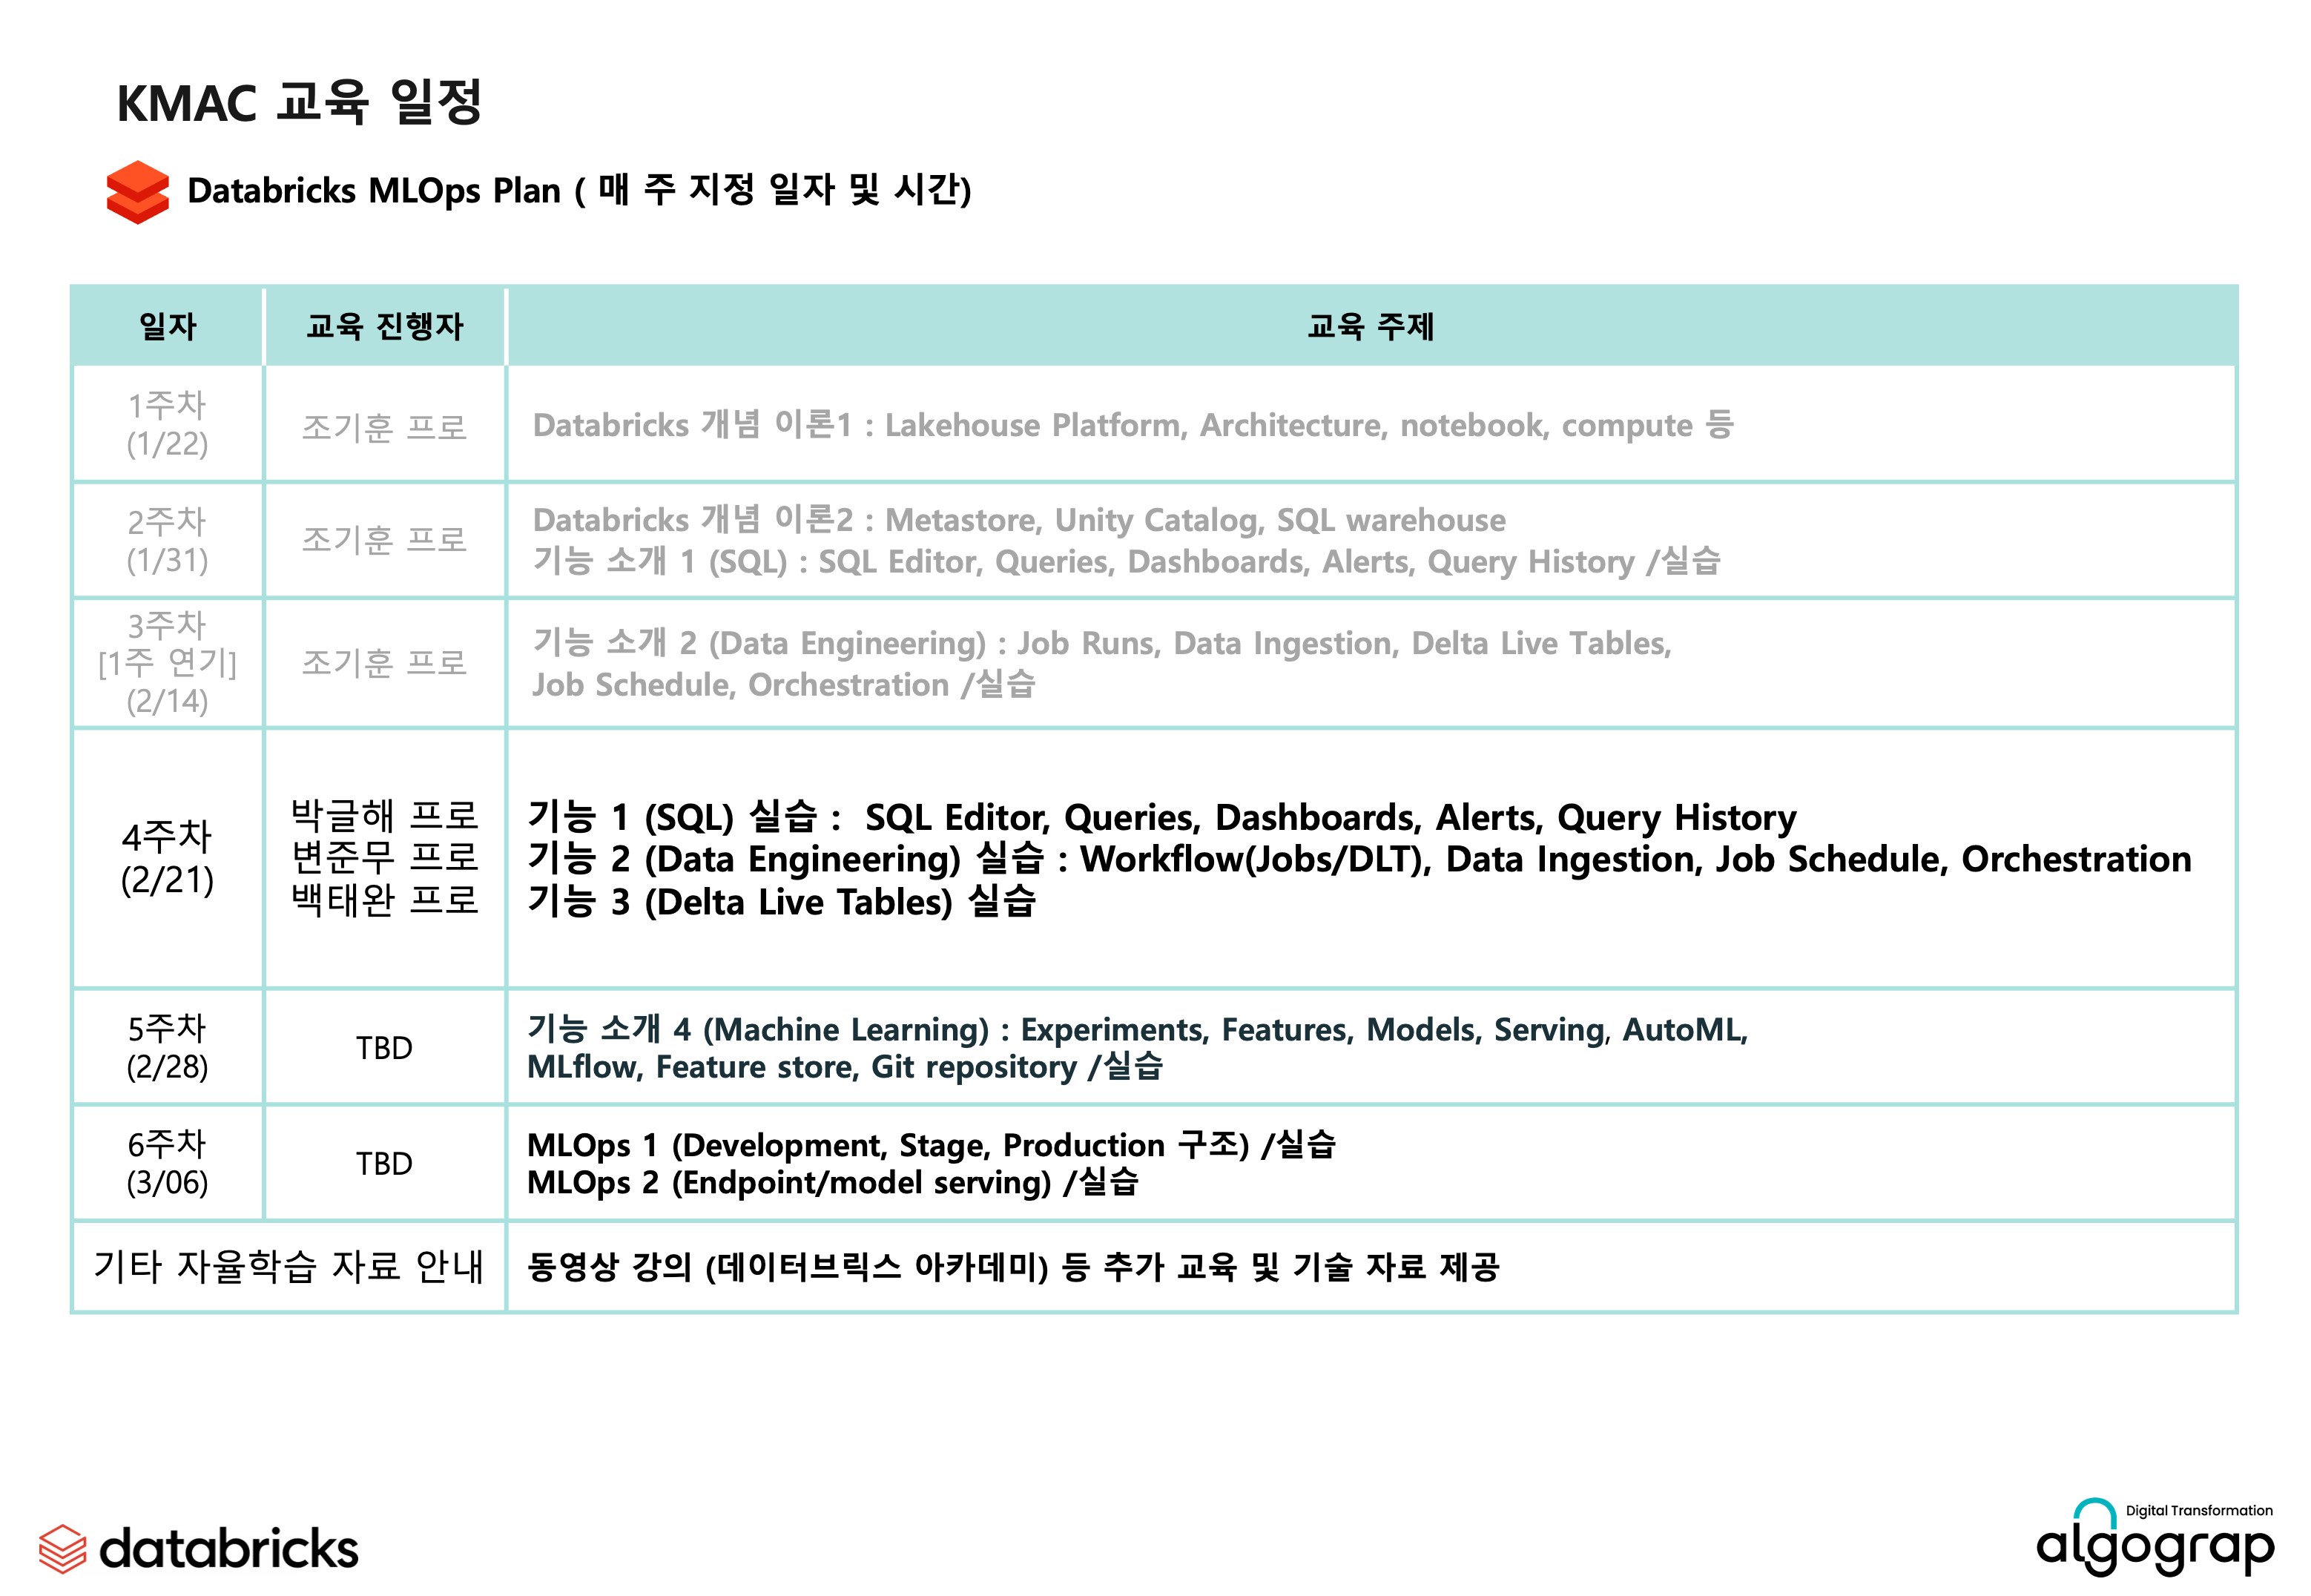 KMAC 교육 일정
Databricks MLOps Plan ( 매 주 지정 일자 및 시간)
일자 교육 진행자 교육 주제
1주차
(1/22)
조기훈 프로
Databricks 개념 이론1 : Lakehouse Platform, Architecture, notebook, compute 등
2주차
(1/31)
조기훈 프로
Databricks 개념 이론2 : Metastore, Unity Catalog, SQL warehouse
기능 소개 1 (SQL) : SQL Editor, Queries, Dashboards, Alerts, Query History /실습
3주차
[1주 연기]
(2/14)
조기훈 프로
기능 소개 2 (Data Engineering) : Job Runs, Data Ingestion, Delta Live Tables,
Job Schedule, Orchestration /실습
4주차
(2/21)
박글해 프로
변준무 프로
백태완 프로
기능 1 (SQL) 실습 : SQL Editor, Queries, Dashboards, Alerts, Query History
기능 2 (Data Engineering) 실습 : Workflow(Jobs/DLT), Data Ingestion, Job Schedule, Orchestration
기능 3 (Delta Live Tables) 실습
5주차
(2/28)
TBD
기능 소개 4 (Machine Learning) : Experiments, Features, Models, Serving, AutoML,
MLflow, Feature store, Git repository /실습
6주차
(3/06)
TBD
MLOps 1 (Development, Stage, Production 구조) /실습
MLOps 2 (Endpoint/model serving) /실습
기타 자율학습 자료 안내
동영상 강의 (데이터브릭스 아카데미) 등 추가 교육 및 기술 자료 제공
databricks
Digital Transformation
algograp